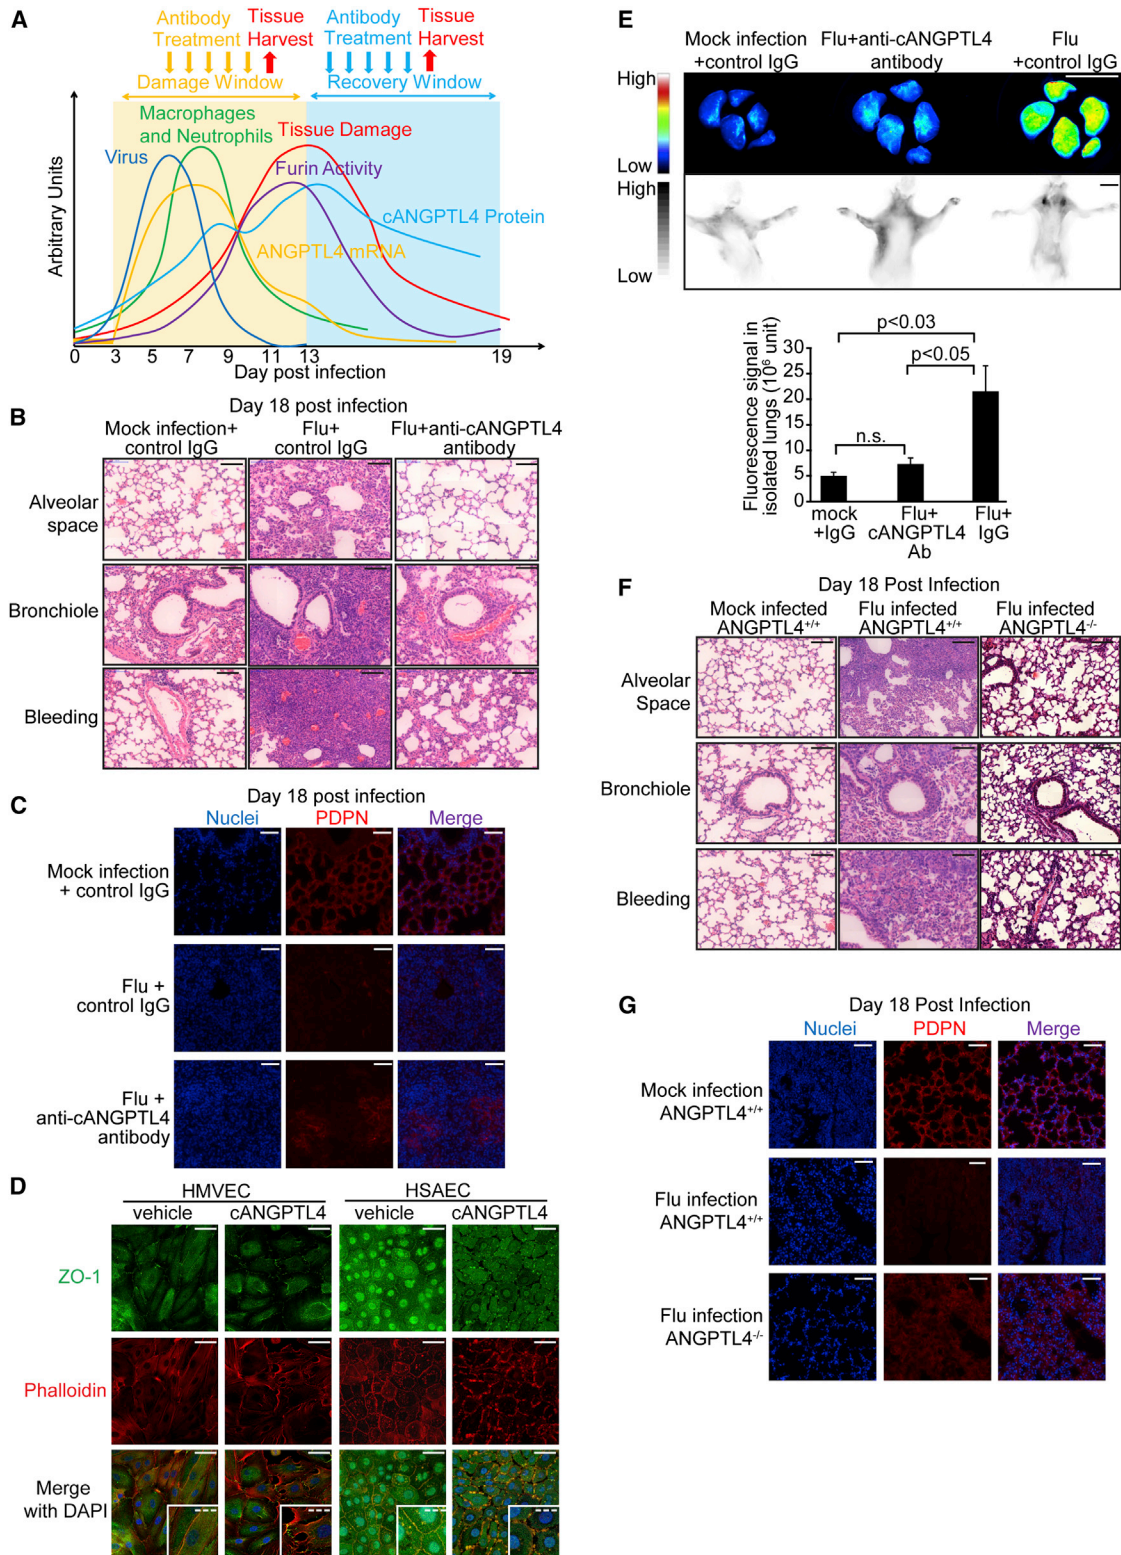 A
Antibody
Treatment
Tissue
Harvest
Antibody
Treatment
Tissue
Harvest
Damage Window
Recovery Window
Macrophages
and Neutrophils
Tissue Damage
Virus
Furin Activity
cANGPTL4 Protein
ANGPTL4 mRNA
Arbitrary Units
0 3 5 7 9 11 13 19
Day post infection
B
Day 18 post infection
Mock infection+
control IgG
Flu+
control IgG
Flu+anti-cANGPTL4
antibody
Alveolar
space
Bronchiole
Bleeding
C
Day 18 post infection
Nuclei PDPN Merge
Mock infection
+ control IgG
Flu +
control IgG
Flu +
anti-cANGPTL4
antibody
D
HMVEC HSAEC
vehicle cANGPTL4 vehicle cANGPTL4
ZO-1
Phalloidin
Merge
with DAPI
E
Mock infection
+control IgG
Flu+anti-cANGPTL4
antibody
Flu
+control IgG
High
Low
High
Low
Fluorescence signal in
isolated lungs (10⁶ unit)
30
25
20
15
10
5
0
p<0.03
p<0.05
n.s.
mock
+IgG
Flu+
cANGPTL4
Ab
Flu+
IgG
F
Day 18 Post Infection
Mock infected
ANGPTL4+/+
Flu infected
ANGPTL4+/+
Flu infected
ANGPTL4-/-
Alveolar
Space
Bronchiole
Bleeding
G
Day 18 Post Infection
Nuclei PDPN Merge
Mock infection
ANGPTL4+/+
Flu infection
ANGPTL4+/+
Flu infection
ANGPTL4-/-